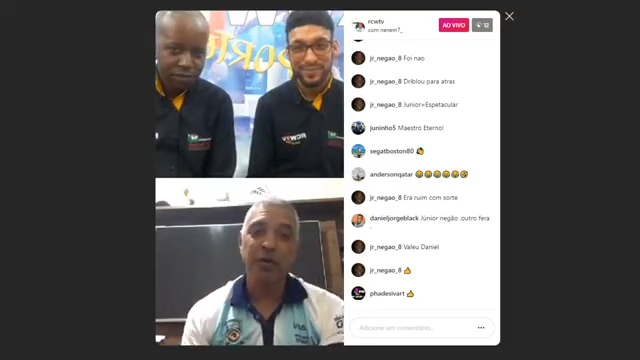 rcwtv
com nenem7_
AO VIVO
12
jr_negao_8 Foi nao
jr_negao_8 Driblou para atras
jr_negao_8 Junior=Espetacular
juninho5 Maestro Eterno!
segatboston80
andersonqatar
jr_negao_8 Era ruim com sorte
danieljorgeblack Júnior negão ,outro fera
.
jr_negao_8 Valeu Daniel
jr_negao_8
phadesivart
Adicione um comentário...
RCWTV